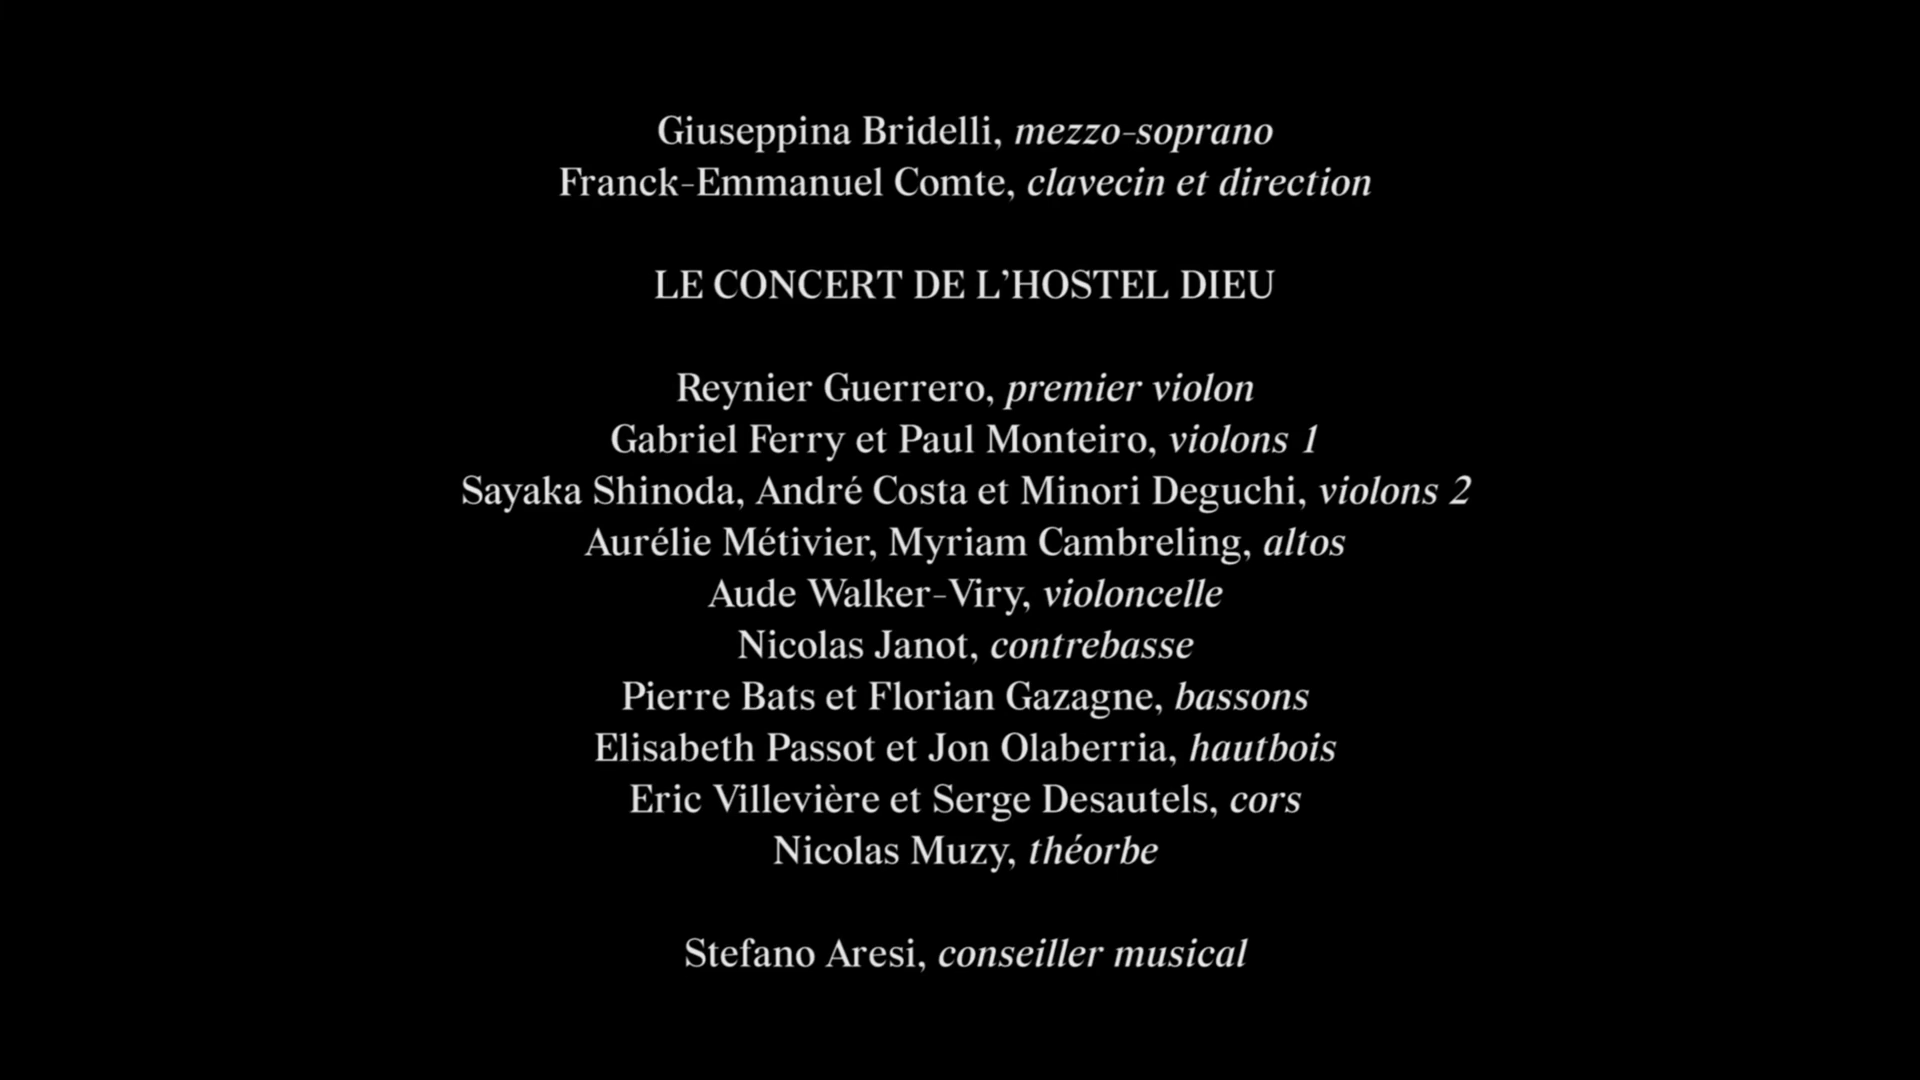 Giuseppina Bridelli, mezzo-soprano
Franck-Emmanuel Comte, clavecin et direction
LE CONCERT DE L’HOSTEL DIEU
Reynier Guerrero, premier violon
Gabriel Ferry et Paul Monteiro, violons 1
Sayaka Shinoda, André Costa et Minori Deguchi, violons 2
Aurélie Métivier, Myriam Cambreling, altos
Aude Walker-Viry, violoncelle
Nicolas Janot, contrebasse
Pierre Bats et Florian Gazagne, bassons
Elisabeth Passot et Jon Olaberria, hautbois
Eric Villevière et Serge Desautels, cors
Nicolas Muzy, théorbe
Stefano Aresi, conseiller musical